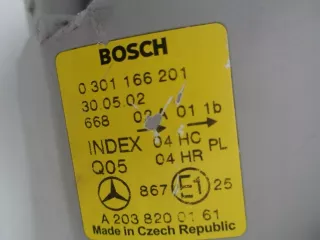 BOSCH
0 301 166 201
30.05.02
668 02 A 01 1b
INDEX 04 HC PL
Q05 04 HR
867 E1 25
A 203 820 01 61
Made in Czech Republic